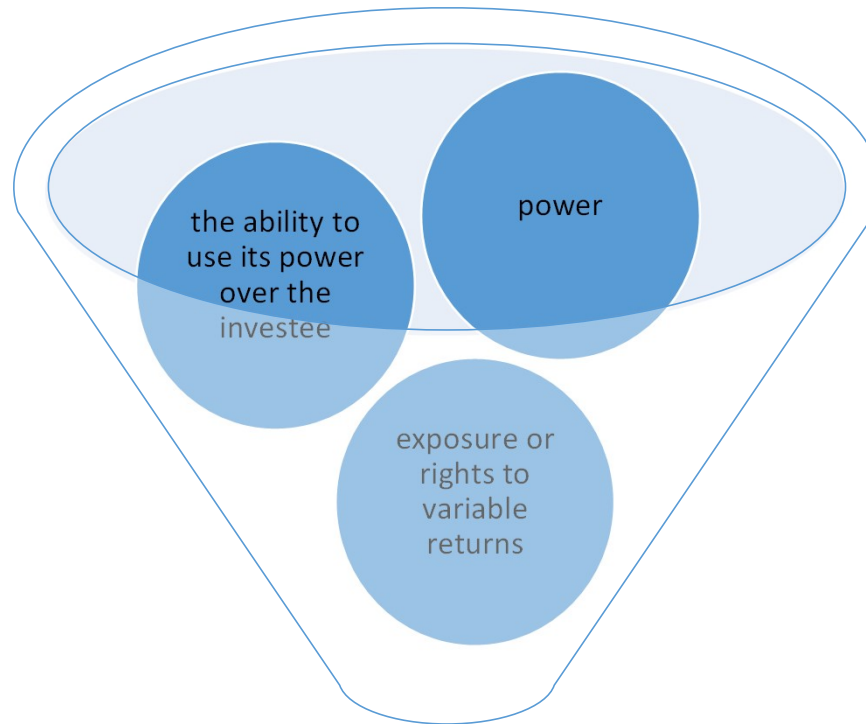 the ability to
use its power
over the
investee
power
exposure or
rights to
variable
returns